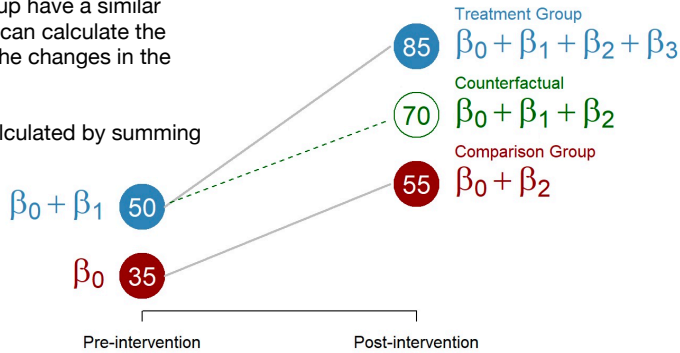 up have a similar
can calculate the
he changes in the
lculated by summing
Treatment Group
85 β0 + β1 + β2 + β3
Counterfactual
70 β0 + β1 + β2
Comparison Group
55 β0 + β2
β0 + β1 50
β0 35
Pre-intervention
Post-intervention